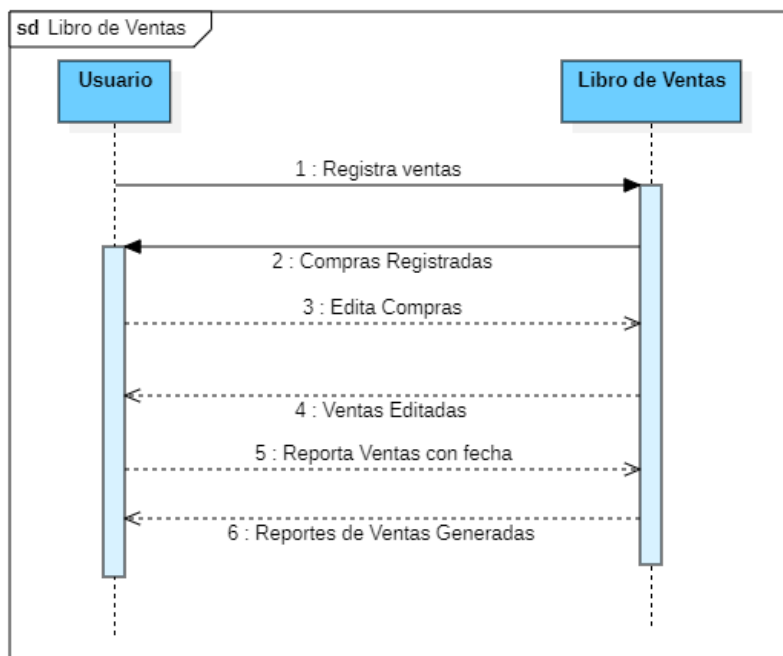 sd Libro de Ventas
Usuario
Libro de Ventas
1 : Registra ventas
2 : Compras Registradas
3 : Edita Compras
4 : Ventas Editadas
5 : Reporta Ventas con fecha
6 : Reportes de Ventas Generadas